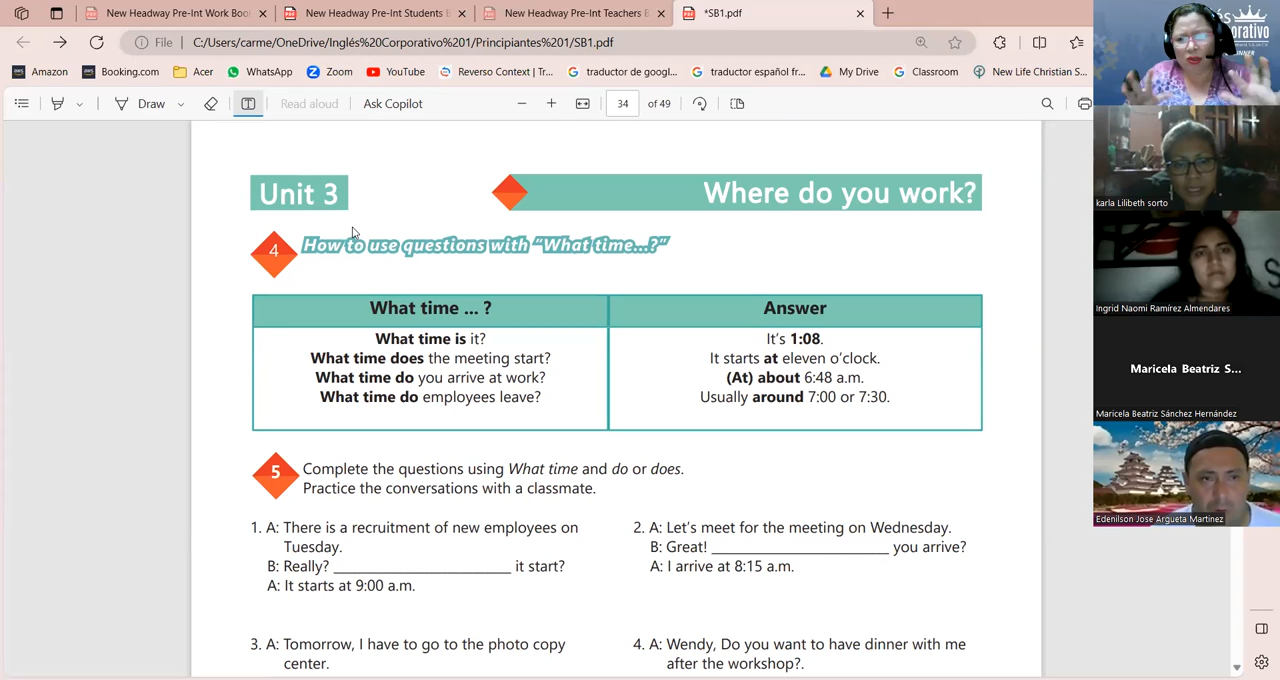 New Headway Pre-Int Work Boo
New Headway Pre-Int Students B
New Headway Pre-Int Teachers B
*SB1.pdf
File
C:/Users/carme/OneDrive/Inglés%20Corporativo%201/Principiantes%201/SB1.pdf
Amazon
Booking.com
Acer
WhatsApp
Zoom
YouTube
Reverso Context | Tr...
traductor de googl...
traductor español fr...
My Drive
Classroom
New Life Christian S...
Draw
Read aloud
Ask Copilot
34 of 49
Unit 3
Where do you work?
4 How to use questions with “What time...?”
What time ... ?
Answer
What time is it?
It’s 1:08.
What time does the meeting start?
It starts at eleven o’clock.
What time do you arrive at work?
(At) about 6:48 a.m.
What time do employees leave?
Usually around 7:00 or 7:30.
5 Complete the questions using What time and do or does.
Practice the conversations with a classmate.
1. A: There is a recruitment of new employees on
Tuesday.
B: Really? ______________________ it start?
A: It starts at 9:00 a.m.
2. A: Let’s meet for the meeting on Wednesday.
B: Great! ______________________ you arrive?
A: I arrive at 8:15 a.m.
3. A: Tomorrow, I have to go to the photo copy
center.
4. A: Wendy, Do you want to have dinner with me
after the workshop?.
karla Lilibeth sorto
Ingrid Naomi Ramírez Almendares
Maricela Beatriz S...
Maricela Beatriz Sánchez Hernández
Edenilson Jose Argueta Martinez